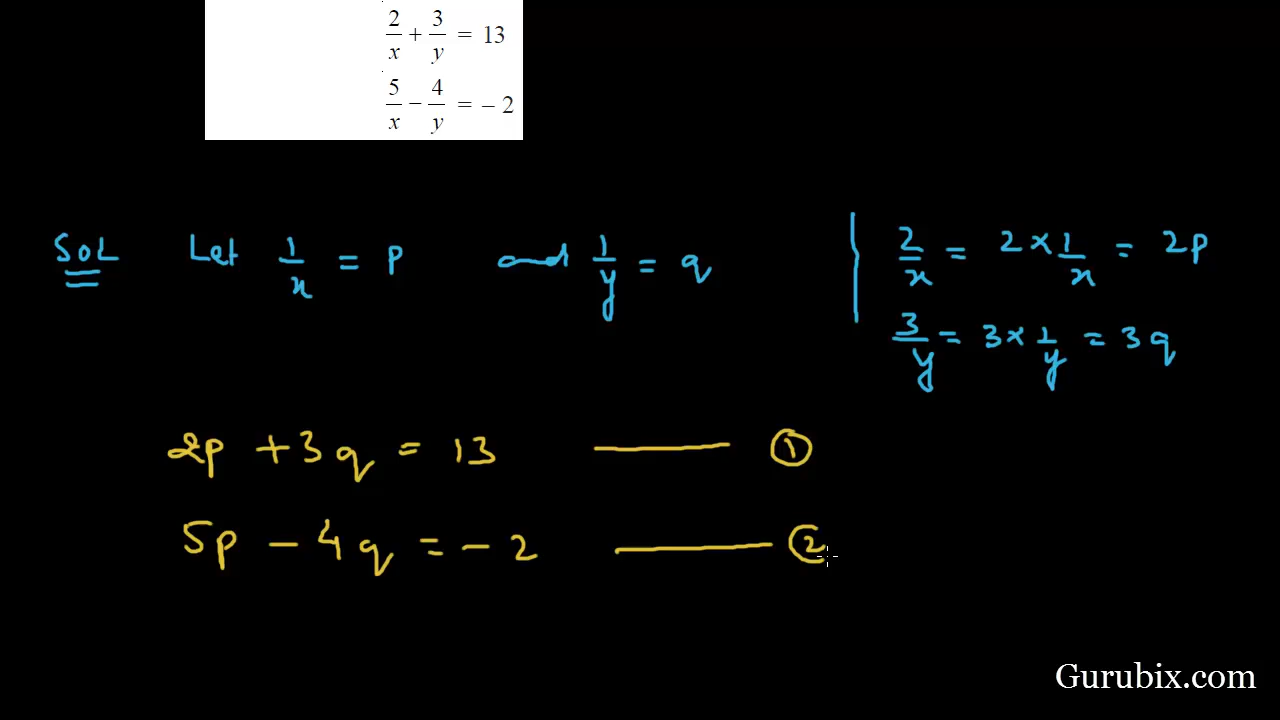 2/x + 3/y = 13
5/x − 4/y = − 2
Sol Let 1/x = p and 1/y = q
2/x = 2 × 1/x = 2p
3/y = 3 × 1/y = 3q
2p + 3q = 13 —— ①
5p − 4q = − 2 —— ②
Gurubix.com